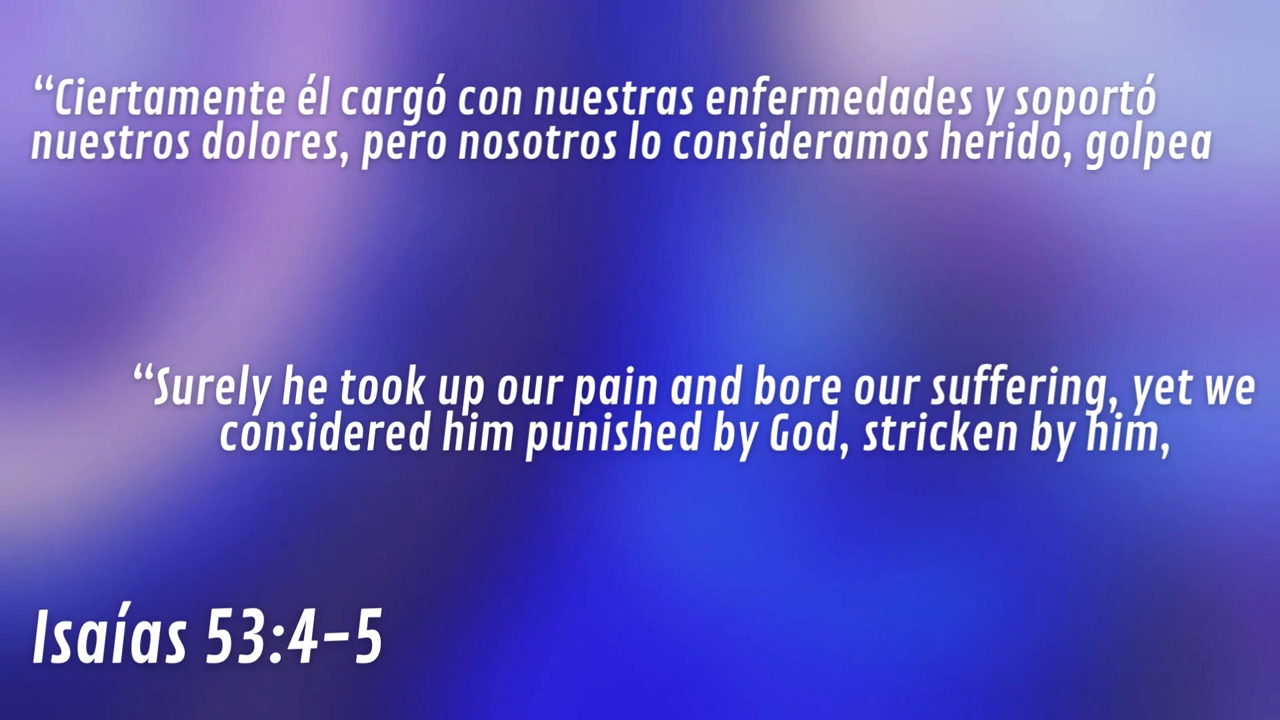 “Ciertamente él cargó con nuestras enfermedades y soportó
nuestros dolores, pero nosotros lo consideramos herido, golpea
“Surely he took up our pain and bore our suffering, yet we
considered him punished by God, stricken by him,
Isaías 53:4-5